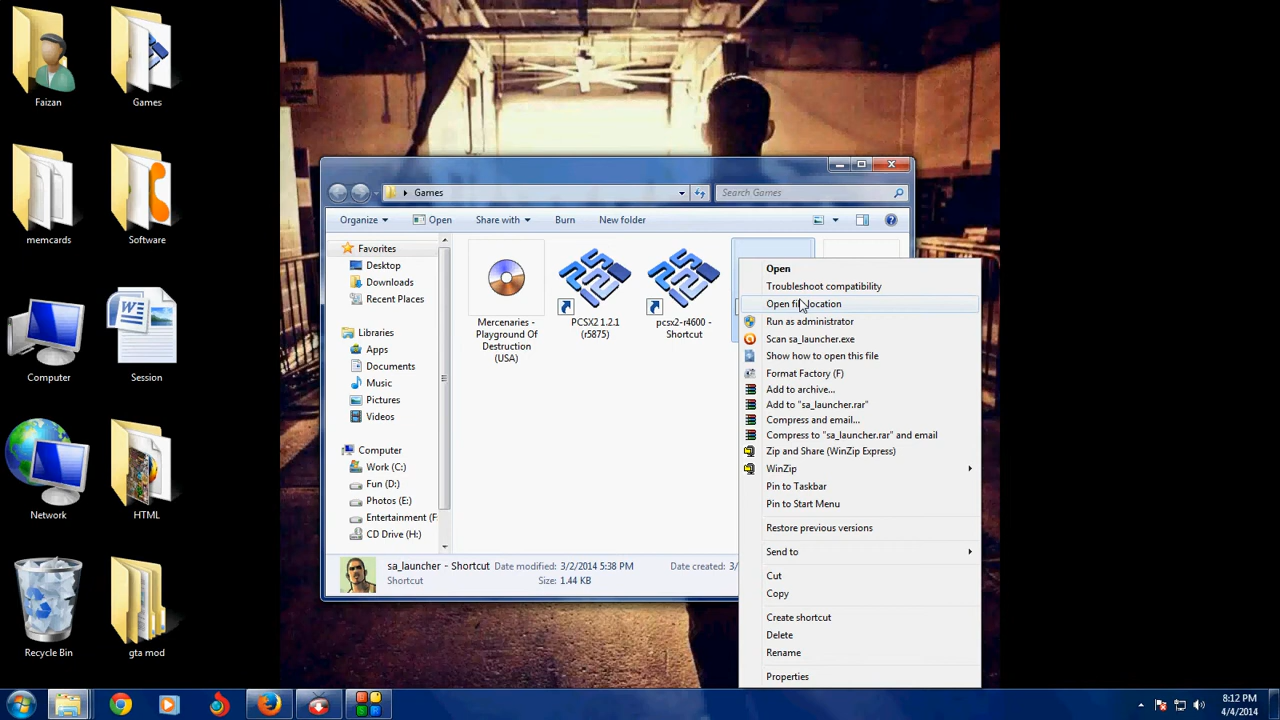 Faizan
Games
memcards
Software
Computer
Session
Network
HTML
Recycle Bin
gta mod
Games
Search Games
Organize
Open
Share with
Burn
New folder
Favorites
Desktop
Downloads
Recent Places
Libraries
Apps
Documents
Music
Pictures
Videos
Computer
Work (C:)
Fun (D:)
Photos (E:)
Entertainment (F
CD Drive (H:)
Mercenaries -
Playground Of
Destruction
(USA)
PCSX2 1.2.1
(r5875)
pcsx2-r4600 -
Shortcut
sa_launcher - Shortcut
Shortcut
Date modified: 3/2/2014 5:38 PM
Size: 1.44 KB
Date created: 3/
Open
Troubleshoot compatibility
Open file location
Run as administrator
Scan sa_launcher.exe
Show how to open this file
Format Factory (F)
Add to archive...
Add to "sa_launcher.rar"
Compress and email...
Compress to "sa_launcher.rar" and email
Zip and Share (WinZip Express)
WinZip
Pin to Taskbar
Pin to Start Menu
Restore previous versions
Send to
Cut
Copy
Create shortcut
Delete
Rename
Properties
8:12 PM
4/4/2014